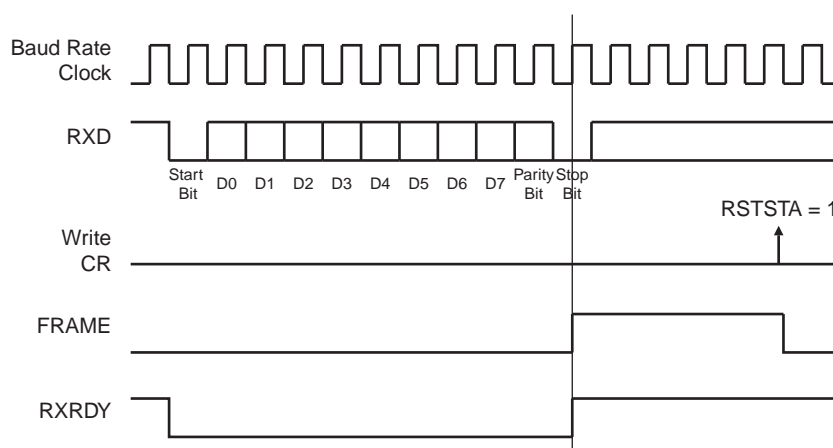 Baud Rate
Clock
RXD
Start
Bit
D0 D1 D2 D3 D4 D5 D6 D7
Parity
Bit
Stop
Bit
RSTSTA = 1
Write
CR
FRAME
RXRDY